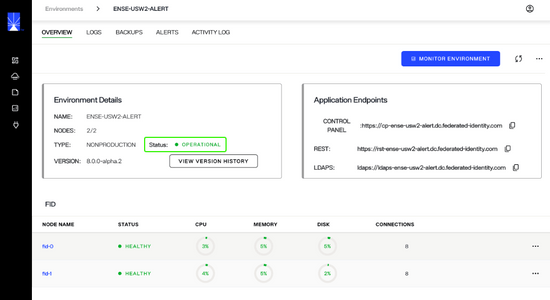 Environments > ENSE-USW2-ALERT
OVERVIEW LOGS BACKUPS ALERTS ACTIVITY LOG
MONITOR ENVIRONMENT
Environment Details
NAME: ENSE-USW2-ALERT
NODES: 2/2
TYPE: NONPRODUCTION Status: OPERATIONAL
VERSION: 8.0.0-alpha.2 VIEW VERSION HISTORY
Application Endpoints
CONTROL PANEL :https://cp-ense-usw2-alert.dc.federated-identity.com
REST: https://rst-ense-usw2-alert.dc.federated-identity.com
LDAPS: ldaps://ldaps-ense-usw2-alert.dc.federated-identity.com
FID
NODE NAME STATUS CPU MEMORY DISK CONNECTIONS
fid-0 HEALTHY 3% 5% 5% 8
fid-1 HEALTHY 4% 5% 2% 8